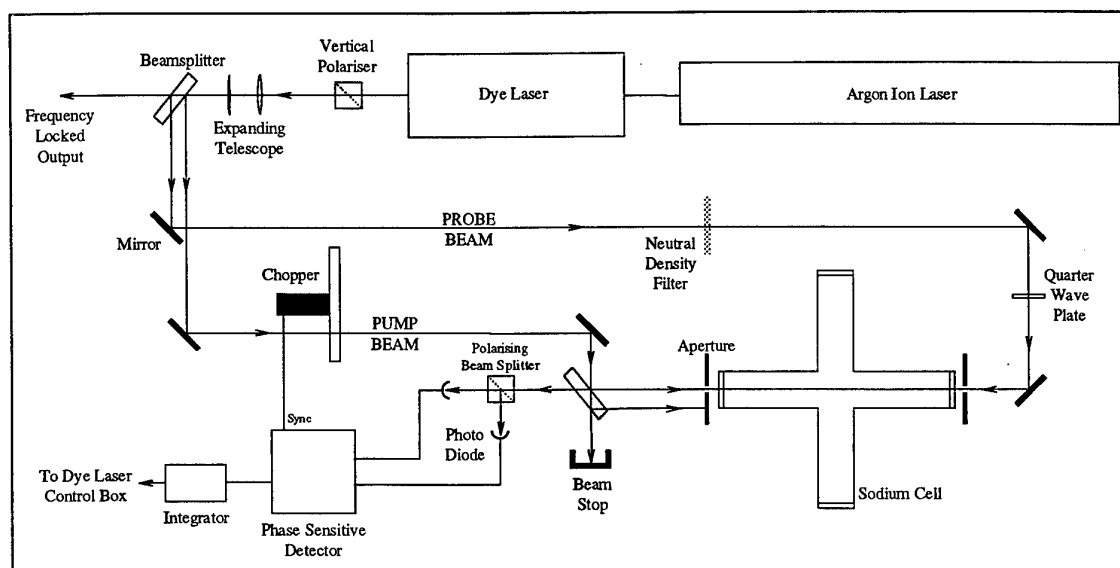 Vertical
Polariser
Beamsplitter
Dye Laser
Argon Ion Laser
Frequency
Locked
Output
Expanding
Telescope
PROBE
BEAM
Mirror
Neutral
Density
Filter
Quarter
Wave
Plate
Chopper
PUMP
BEAM
Polarising
Beam Splitter
Aperture
Sync
Photo
Diode
To Dye Laser
Control Box
Integrator
Phase Sensitive
Detector
Beam
Stop
Sodium Cell